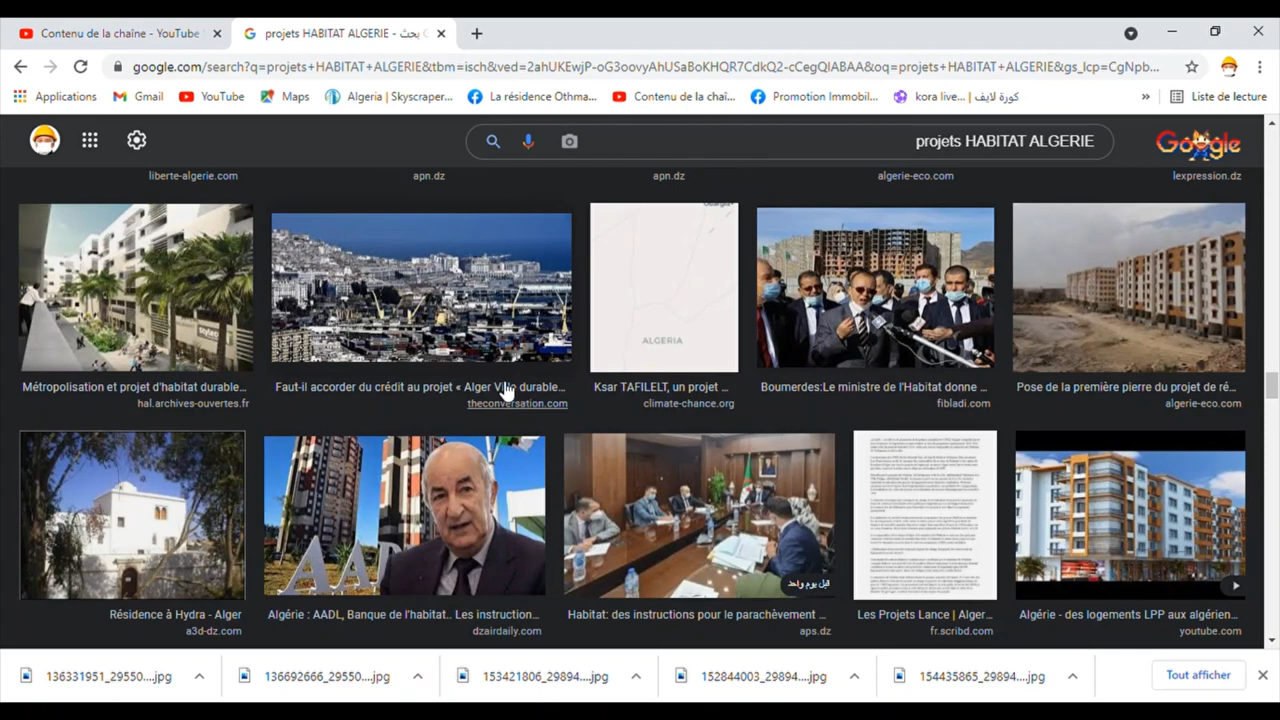 Contenu de la chaîne - YouTube
projets HABITAT ALGERIE - بحث G
google.com/search?q=projets+HABITAT+ALGERIE&tbm=isch&ved=2ahUKEwjP-oG3oovyAhUSaBoKHQR7CdkQ2-cCegQIABAA&oq=projets+HABITAT+ALGERIE&gs_lcp=CgNpb...
Applications
Gmail
YouTube
Maps
Algeria | Skyscraper...
La résidence Othma...
Contenu de la chaî...
Promotion Immobil...
kora live... | كورة لايف
»
Liste de lecture
projets HABITAT ALGERIE
Google
liberte-algerie.com
apn.dz
apn.dz
algerie-eco.com
lexpression.dz
ALGERIA
Métropolisation et projet d'habitat durable...
hal.archives-ouvertes.fr
Faut-il accorder du crédit au projet « Alger Ville durable...
theconversation.com
Ksar TAFILELT, un projet ...
climate-chance.org
Boumerdes:Le ministre de l'Habitat donne ...
fibladi.com
Pose de la première pierre du projet de ré...
algerie-eco.com
AADL
قبل يوم واحد
Résidence à Hydra - Alger
a3d-dz.com
Algérie : AADL, Banque de l'habitat.. Les instruction...
dzairdaily.com
Habitat: des instructions pour le parachèvement ...
aps.dz
Les Projets Lance | Alger...
fr.scribd.com
Algérie - des logements LPP aux algérien...
youtube.com
136331951_29550....jpg
136692666_29550....jpg
153421806_29894....jpg
152844003_29894....jpg
154435865_29894....jpg
Tout afficher